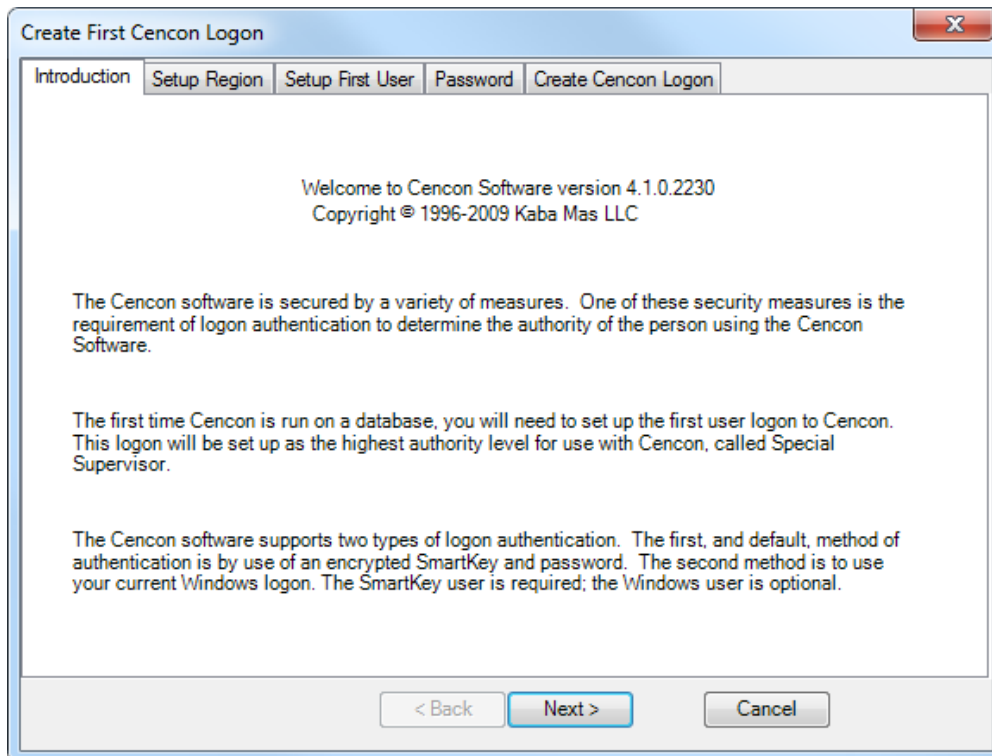 Create First Cencon Logon
Introduction
Setup Region
Setup First User
Password
Create Cencon Logon
Welcome to Cencon Software version 4.1.0.2230
Copyright © 1996-2009 Kaba Mas LLC
The Cencon software is secured by a variety of measures.  One of these security measures is the
requirement of logon authentication to determine the authority of the person using the Cencon
Software.
The first time Cencon is run on a database, you will need to set up the first user logon to Cencon.
This logon will be set up as the highest authority level for use with Cencon, called Special
Supervisor.
The Cencon software supports two types of logon authentication.  The first, and default, method of
authentication is by use of an encrypted SmartKey and password.  The second method is to use
your current Windows logon. The SmartKey user is required; the Windows user is optional.
< Back
Next >
Cancel